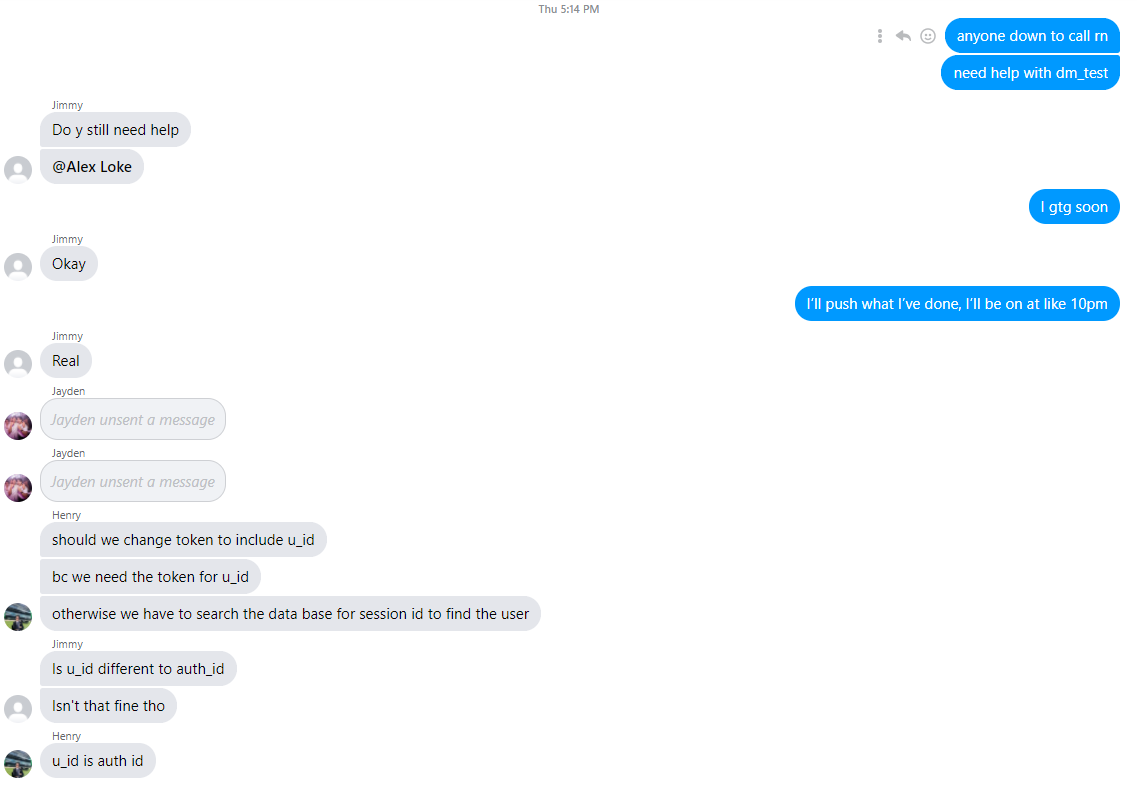 Thu 5:14 PM
anyone down to call rn
need help with dm_test
Jimmy
Do y still need help
@Alex Loke
I gtg soon
Jimmy
Okay
I'll push what I've done, I'll be on at like 10pm
Jimmy
Real
Jayden
Jayden unsent a message
Jayden
Jayden unsent a message
Henry
should we change token to include u_id
bc we need the token for u_id
otherwise we have to search the data base for session id to find the user
Jimmy
Is u_id different to auth_id
Isn't that fine tho
Henry
u_id is auth id